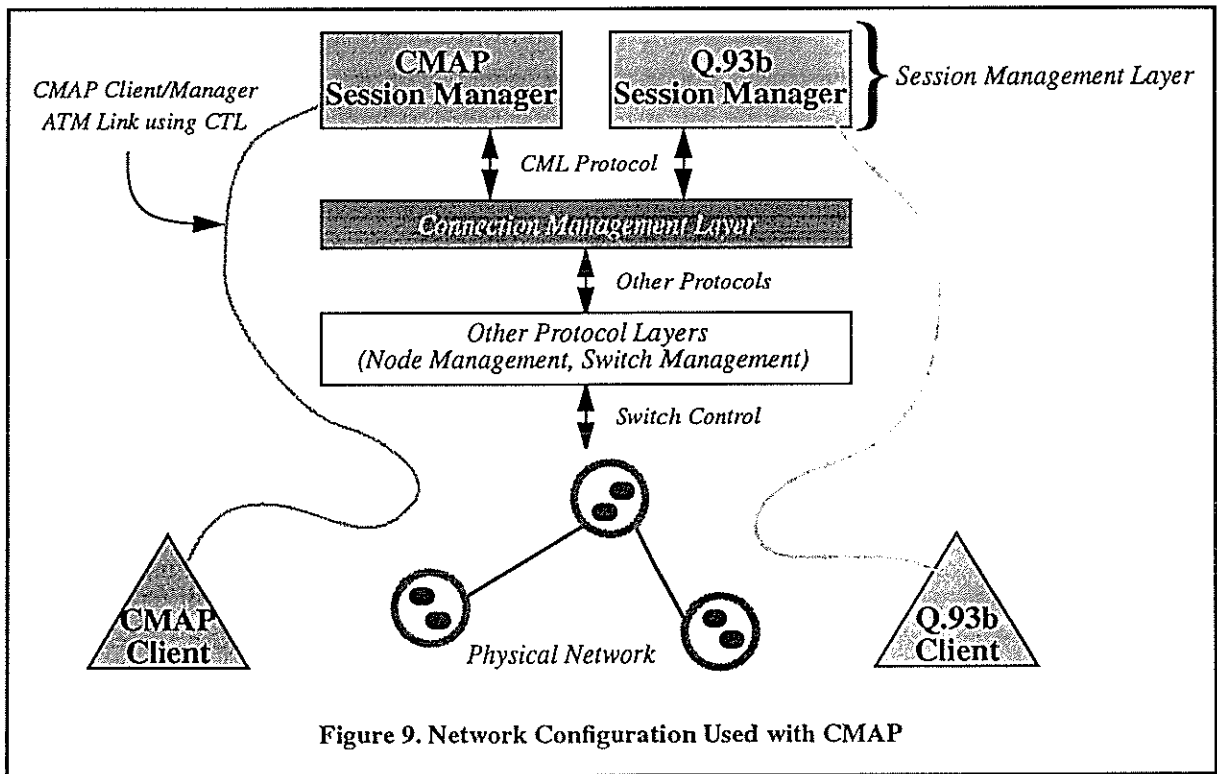 CMAP
Session Manager
Q.93b
Session Manager
Session Management Layer
CMAP Client/Manager
ATM Link using CTL
CML Protocol
Connection Management Layer
Other Protocols
Other Protocol Layers
(Node Management, Switch Management)
Switch Control
CMAP
Client
Physical Network
Q.93b
Client
Figure 9. Network Configuration Used with CMAP